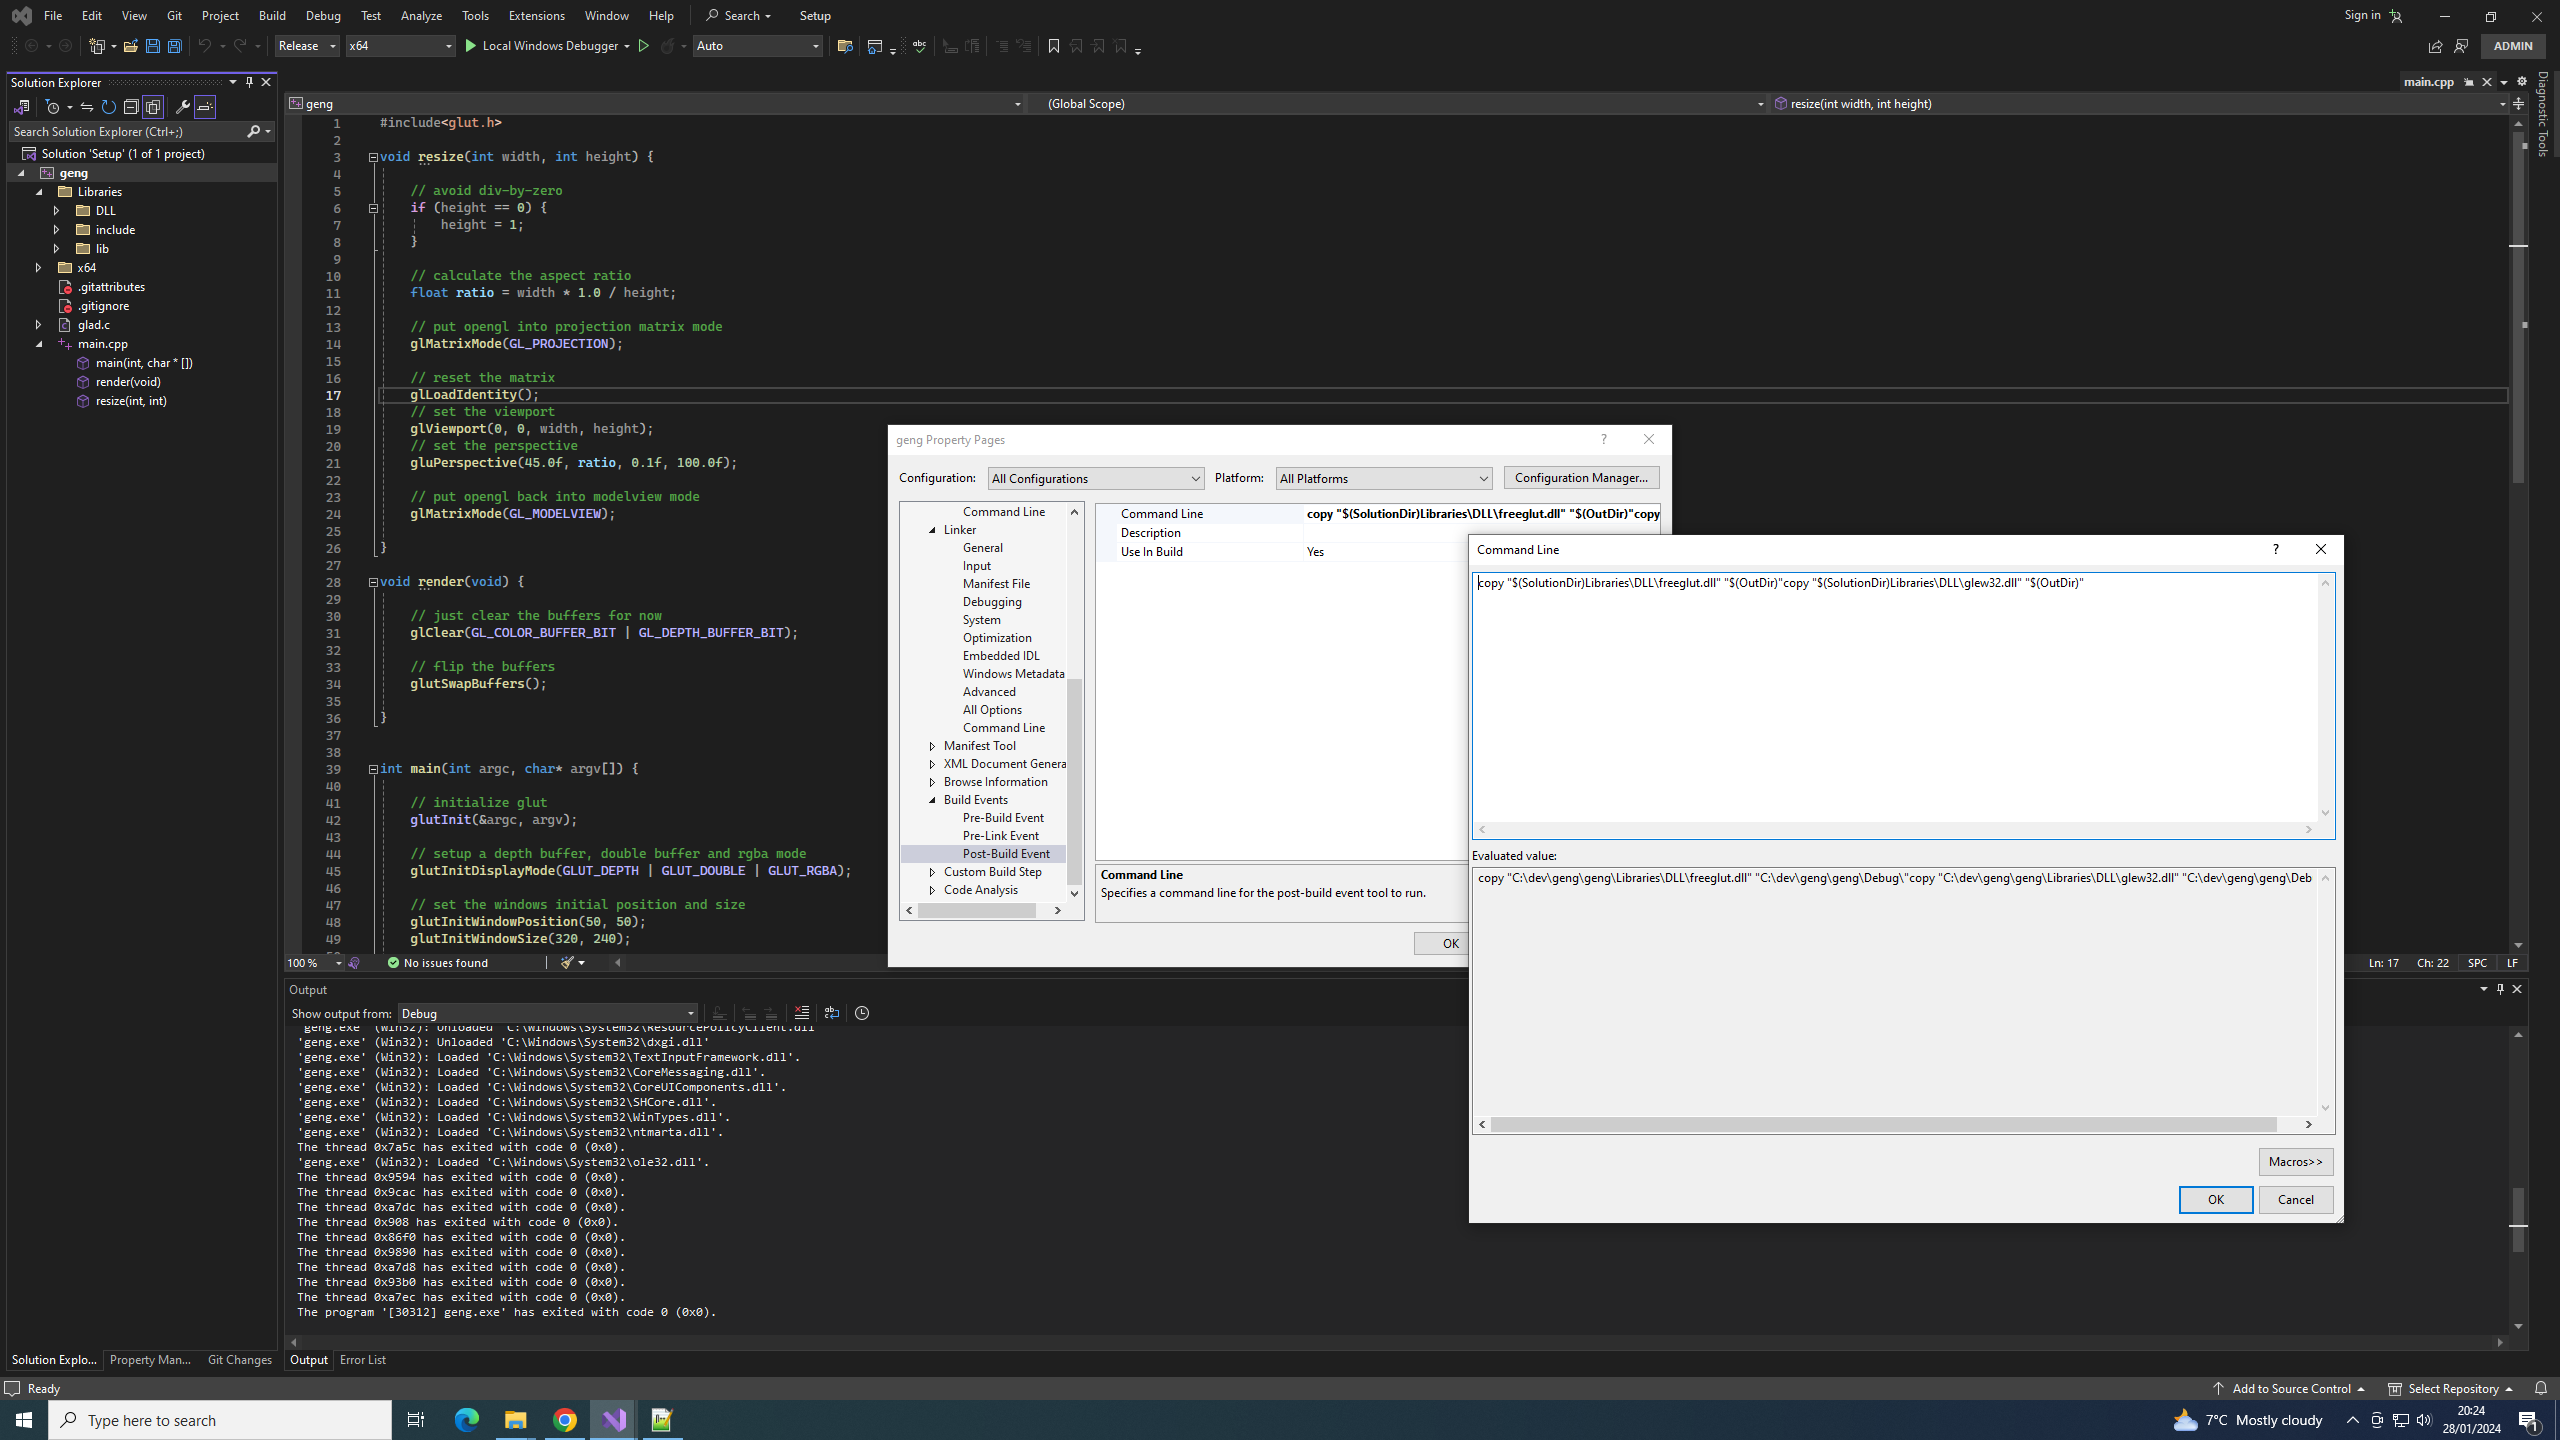 File Edit View Git Project Build Debug Test Analyze Tools Extensions Window Help Search Setup Sign in
Release x64 Local Windows Debugger Auto ADMIN
Solution Explorer
Search Solution Explorer (Ctrl+;)
Solution 'Setup' (1 of 1 project)
geng
Libraries
DLL
include
lib
x64
.gitattributes
.gitignore
glad.c
main.cpp
main(int, char * [])
render(void)
resize(int, int)
Solution Explo... Property Man... Git Changes
main.cpp
Diagnostic Tools
geng (Global Scope) resize(int width, int height)
1 #include<glut.h>
2
3 void resize(int width, int height) {
4
5 // avoid div-by-zero
6 if (height == 0) {
7 height = 1;
8 }
9
10 // calculate the aspect ratio
11 float ratio = width * 1.0 / height;
12
13 // put opengl into projection matrix mode
14 glMatrixMode(GL_PROJECTION);
15
16 // reset the matrix
17 glLoadIdentity();
18 // set the viewport
19 glViewport(0, 0, width, height);
20 // set the perspective
21 gluPerspective(45.0f, ratio, 0.1f, 100.0f);
22
23 // put opengl back into modelview mode
24 glMatrixMode(GL_MODELVIEW);
25
26 }
27
28 void render(void) {
29
30 // just clear the buffers for now
31 glClear(GL_COLOR_BUFFER_BIT | GL_DEPTH_BUFFER_BIT);
32
33 // flip the buffers
34 glutSwapBuffers();
35
36 }
37
38
39 int main(int argc, char* argv[]) {
40
41 // initialize glut
42 glutInit(&argc, argv);
43
44 // setup a depth buffer, double buffer and rgba mode
45 glutInitDisplayMode(GLUT_DEPTH | GLUT_DOUBLE | GLUT_RGBA);
46
47 // set the windows initial position and size
48 glutInitWindowPosition(50, 50);
49 glutInitWindowSize(320, 240);
100 % No issues found Ln: 17 Ch: 22 SPC LF
geng Property Pages ?
Configuration: All Configurations Platform: All Platforms Configuration Manager...
Command Line
Linker
General
Input
Manifest File
Debugging
System
Optimization
Embedded IDL
Windows Metadata
Advanced
All Options
Command Line
Manifest Tool
XML Document Genera
Browse Information
Build Events
Pre-Build Event
Pre-Link Event
Post-Build Event
Custom Build Step
Code Analysis
Command Line copy "$(SolutionDir)Libraries\DLL\freeglut.dll" "$(OutDir)"copy
Description
Use In Build Yes
Command Line
Specifies a command line for the post-build event tool to run.
OK
Command Line ?
copy "$(SolutionDir)Libraries\DLL\freeglut.dll" "$(OutDir)"copy "$(SolutionDir)Libraries\DLL\glew32.dll" "$(OutDir)"
Evaluated value:
copy "C:\dev\geng\geng\Libraries\DLL\freeglut.dll" "C:\dev\geng\geng\Debug\"copy "C:\dev\geng\geng\Libraries\DLL\glew32.dll" "C:\dev\geng\geng\Deb
Macros>>
OK Cancel
Output
Show output from: Debug
'geng.exe' (Win32): Unloaded 'C:\Windows\System32\ResourcePolicyClient.dll'
'geng.exe' (Win32): Unloaded 'C:\Windows\System32\dxgi.dll'
'geng.exe' (Win32): Loaded 'C:\Windows\System32\TextInputFramework.dll'.
'geng.exe' (Win32): Loaded 'C:\Windows\System32\CoreMessaging.dll'.
'geng.exe' (Win32): Loaded 'C:\Windows\System32\CoreUIComponents.dll'.
'geng.exe' (Win32): Loaded 'C:\Windows\System32\SHCore.dll'.
'geng.exe' (Win32): Loaded 'C:\Windows\System32\WinTypes.dll'.
'geng.exe' (Win32): Loaded 'C:\Windows\System32\ntmarta.dll'.
The thread 0x7a5c has exited with code 0 (0x0).
'geng.exe' (Win32): Loaded 'C:\Windows\System32\ole32.dll'.
The thread 0x9594 has exited with code 0 (0x0).
The thread 0x9cac has exited with code 0 (0x0).
The thread 0xa7dc has exited with code 0 (0x0).
The thread 0x908 has exited with code 0 (0x0).
The thread 0x86f0 has exited with code 0 (0x0).
The thread 0x9890 has exited with code 0 (0x0).
The thread 0xa7d8 has exited with code 0 (0x0).
The thread 0x93b0 has exited with code 0 (0x0).
The thread 0xa7ec has exited with code 0 (0x0).
The program '[30312] geng.exe' has exited with code 0 (0x0).
Output Error List
Ready Add to Source Control Select Repository
Type here to search 7°C Mostly cloudy 20:24
28/01/2024 1